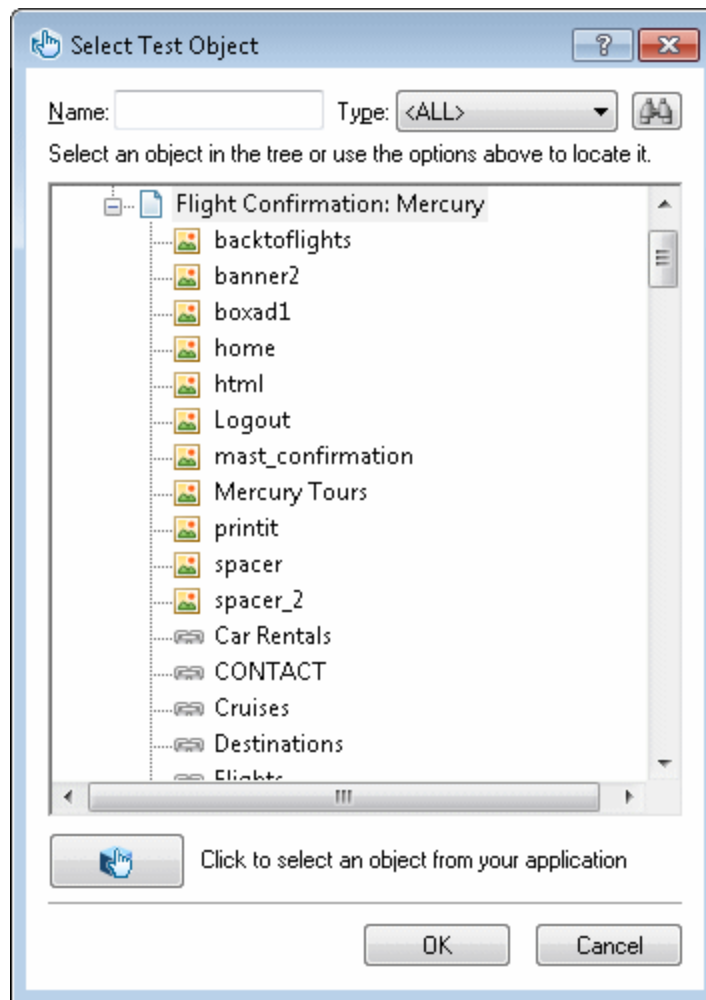 Select Test Object
Name: Type: <ALL>
Select an object in the tree or use the options above to locate it.
Flight Confirmation: Mercury
backtoflights
banner2
boxad1
home
html
Logout
mast_confirmation
Mercury Tours
printit
spacer
spacer_2
Car Rentals
CONTACT
Cruises
Destinations
Flights
Click to select an object from your application
OK Cancel